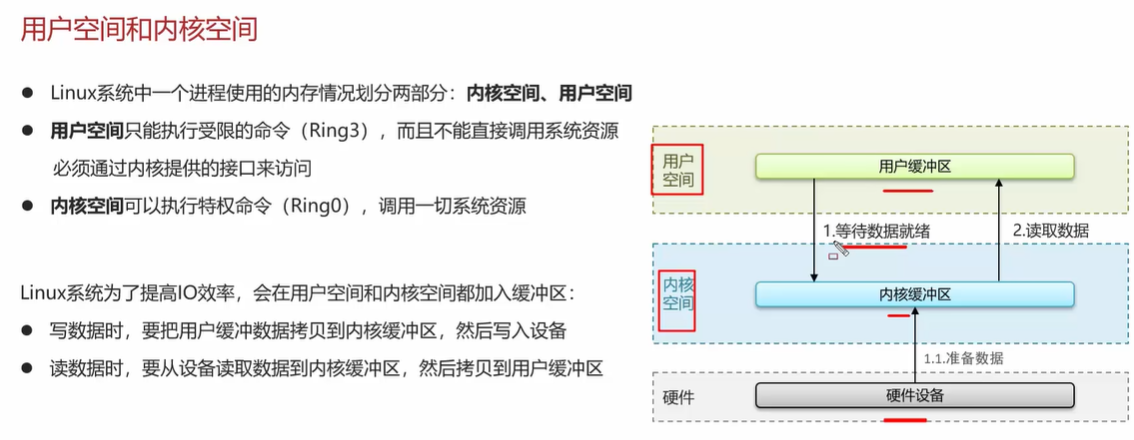 用户空间和内核空间
● Linux系统中一个进程使用的内存情况划分两部分：内核空间、用户空间
● 用户空间只能执行受限的命令（Ring3），而且不能直接调用系统资源
必须通过内核提供的接口来访问
● 内核空间可以执行特权命令（Ring0），调用一切系统资源
Linux系统为了提高IO效率，会在用户空间和内核空间都加入缓冲区：
● 写数据时，要把用户缓冲数据拷贝到内核缓冲区，然后写入设备
● 读数据时，要从设备读取数据到内核缓冲区，然后拷贝到用户缓冲区
用户
空间
用户缓冲区
1.等待数据就绪
2.读取数据
内核
空间
内核缓冲区
1.1.准备数据
硬件
硬件设备